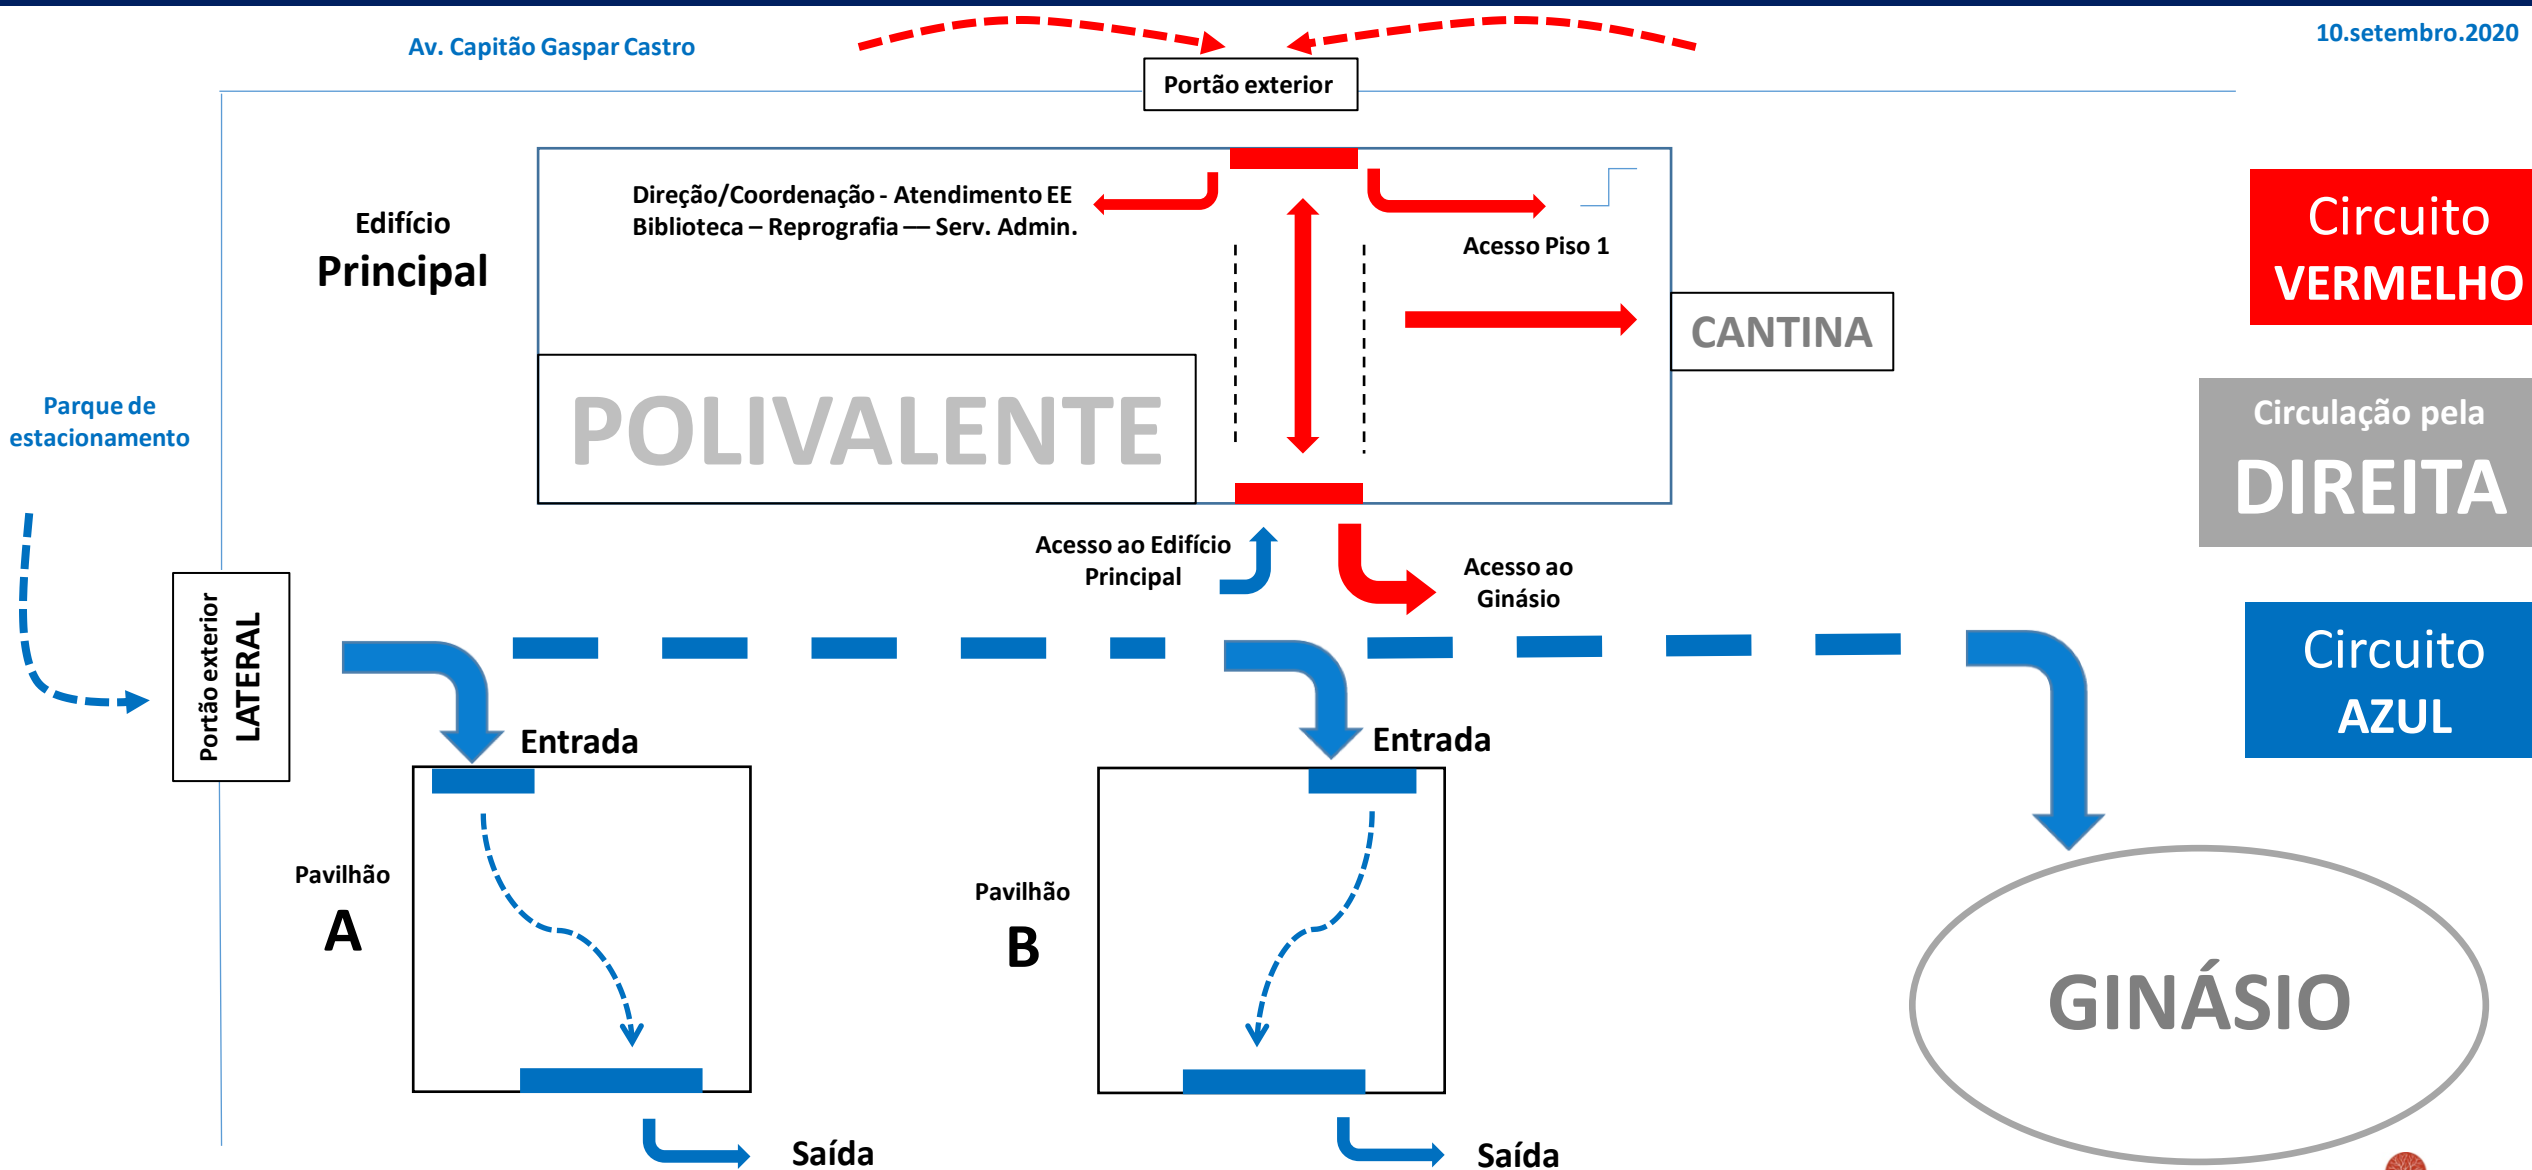 Av. Capitão Gaspar Castro
10.setembro.2020
Portão exterior
Direção/Coordenação - Atendimento EE
Biblioteca – Reprografia –– Serv. Admin.
Edifício
Principal
Acesso Piso 1
CANTINA
POLIVALENTE
Circuito
VERMELHO
Parque de
estacionamento
Circulação pela
DIREITA
Acesso ao Edifício
Principal
Acesso ao
Ginásio
Portão exterior
LATERAL
Circuito
AZUL
Entrada
Entrada
Pavilhão
A
Pavilhão
B
GINÁSIO
Saída
Saída